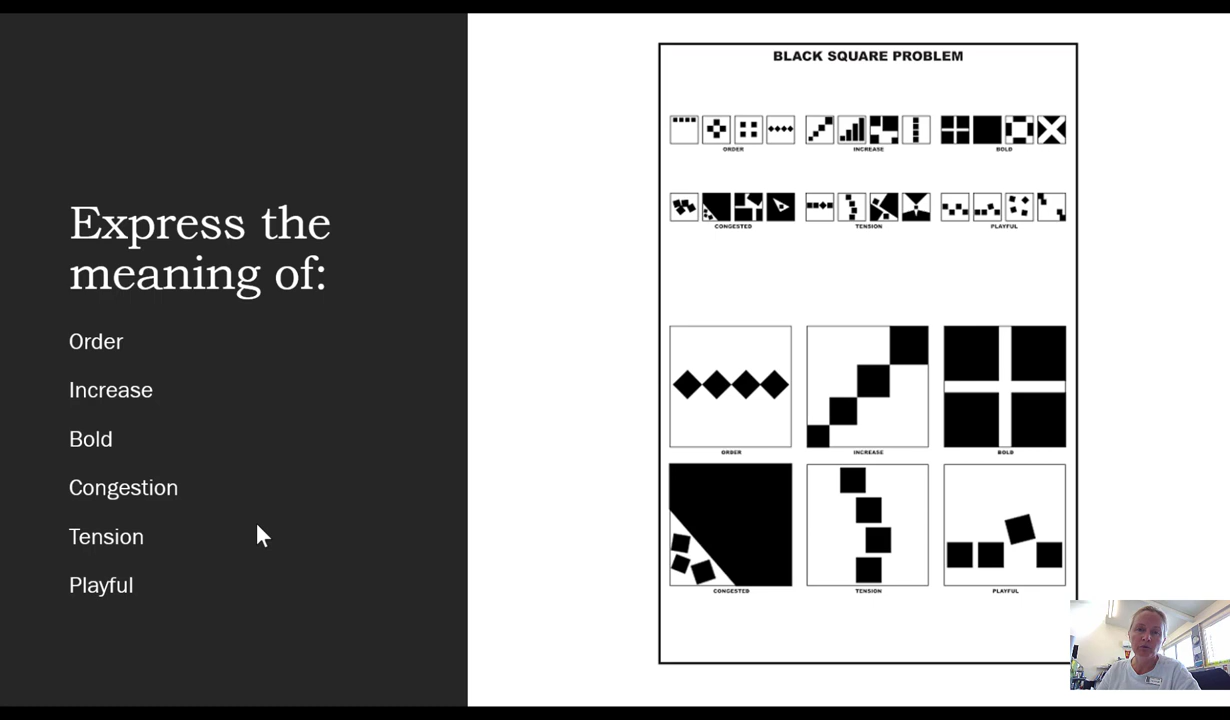 Express the
meaning of:
Order
Increase
Bold
Congestion
Tension
Playful
BLACK SQUARE PROBLEM
ORDER
INCREASE
BOLD
CONGESTED
TENSION
PLAYFUL
ORDER
INCREASE
BOLD
CONGESTED
TENSION
PLAYFUL